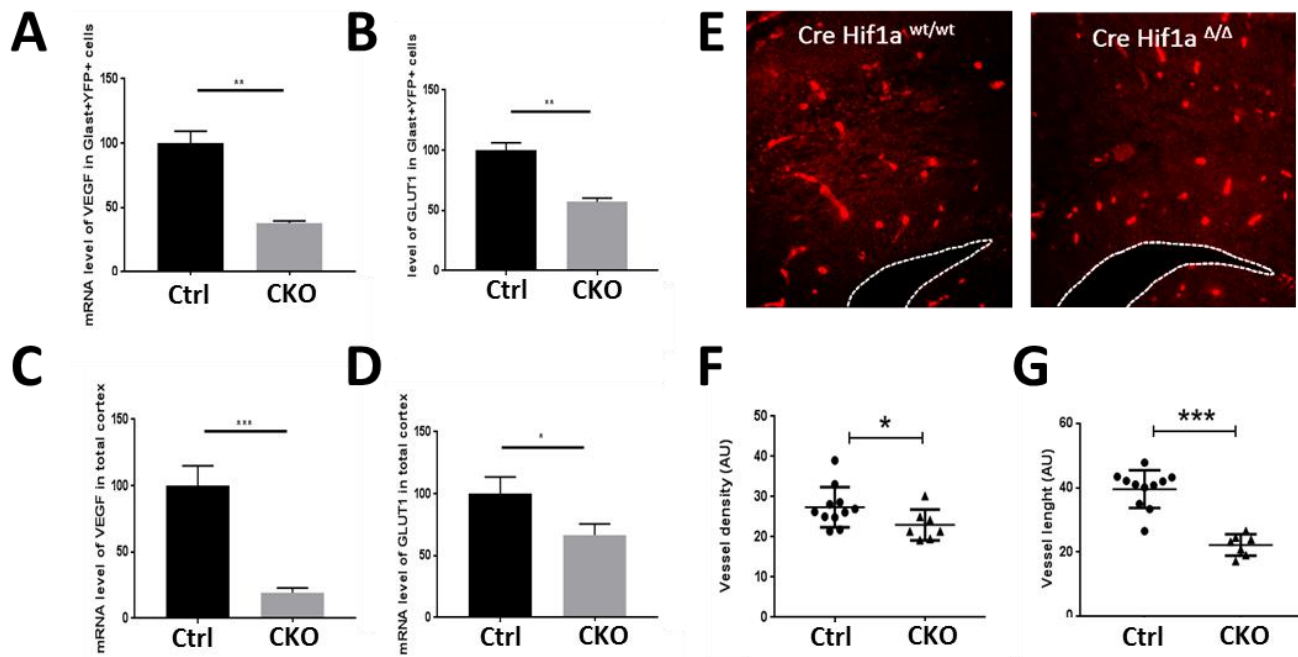 A
mRNA level of VEGF in Glast+YFP+ cells
150
100
50
0
**
Ctrl
CKO
B
level of GLUT1 in Glast+YFP+ cells
150
100
50
0
**
Ctrl
CKO
E
Cre Hif1a wt/wt
Cre Hif1a Δ/Δ
C
mRNA level of VEGF in total cortex
150
100
50
0
***
Ctrl
CKO
D
mRNA level of GLUT1 in total cortex
150
100
50
0
*
Ctrl
CKO
F
Vessel density (AU)
50
40
30
20
10
0
*
Ctrl
CKO
G
Vessel lenght (AU)
60
40
20
0
***
Ctrl
CKO